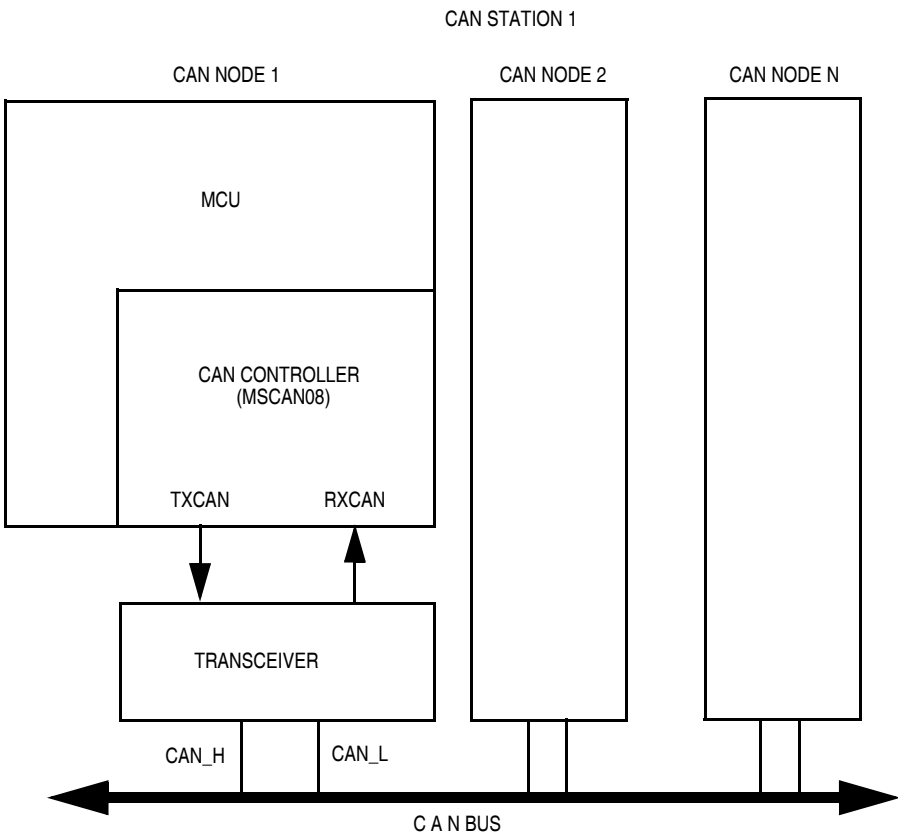 CAN STATION 1
CAN NODE 1
CAN NODE 2
CAN NODE N
MCU
CAN CONTROLLER
(MSCAN08)
TXCAN
RXCAN
TRANSCEIVER
CAN_H
CAN_L
C A N BUS